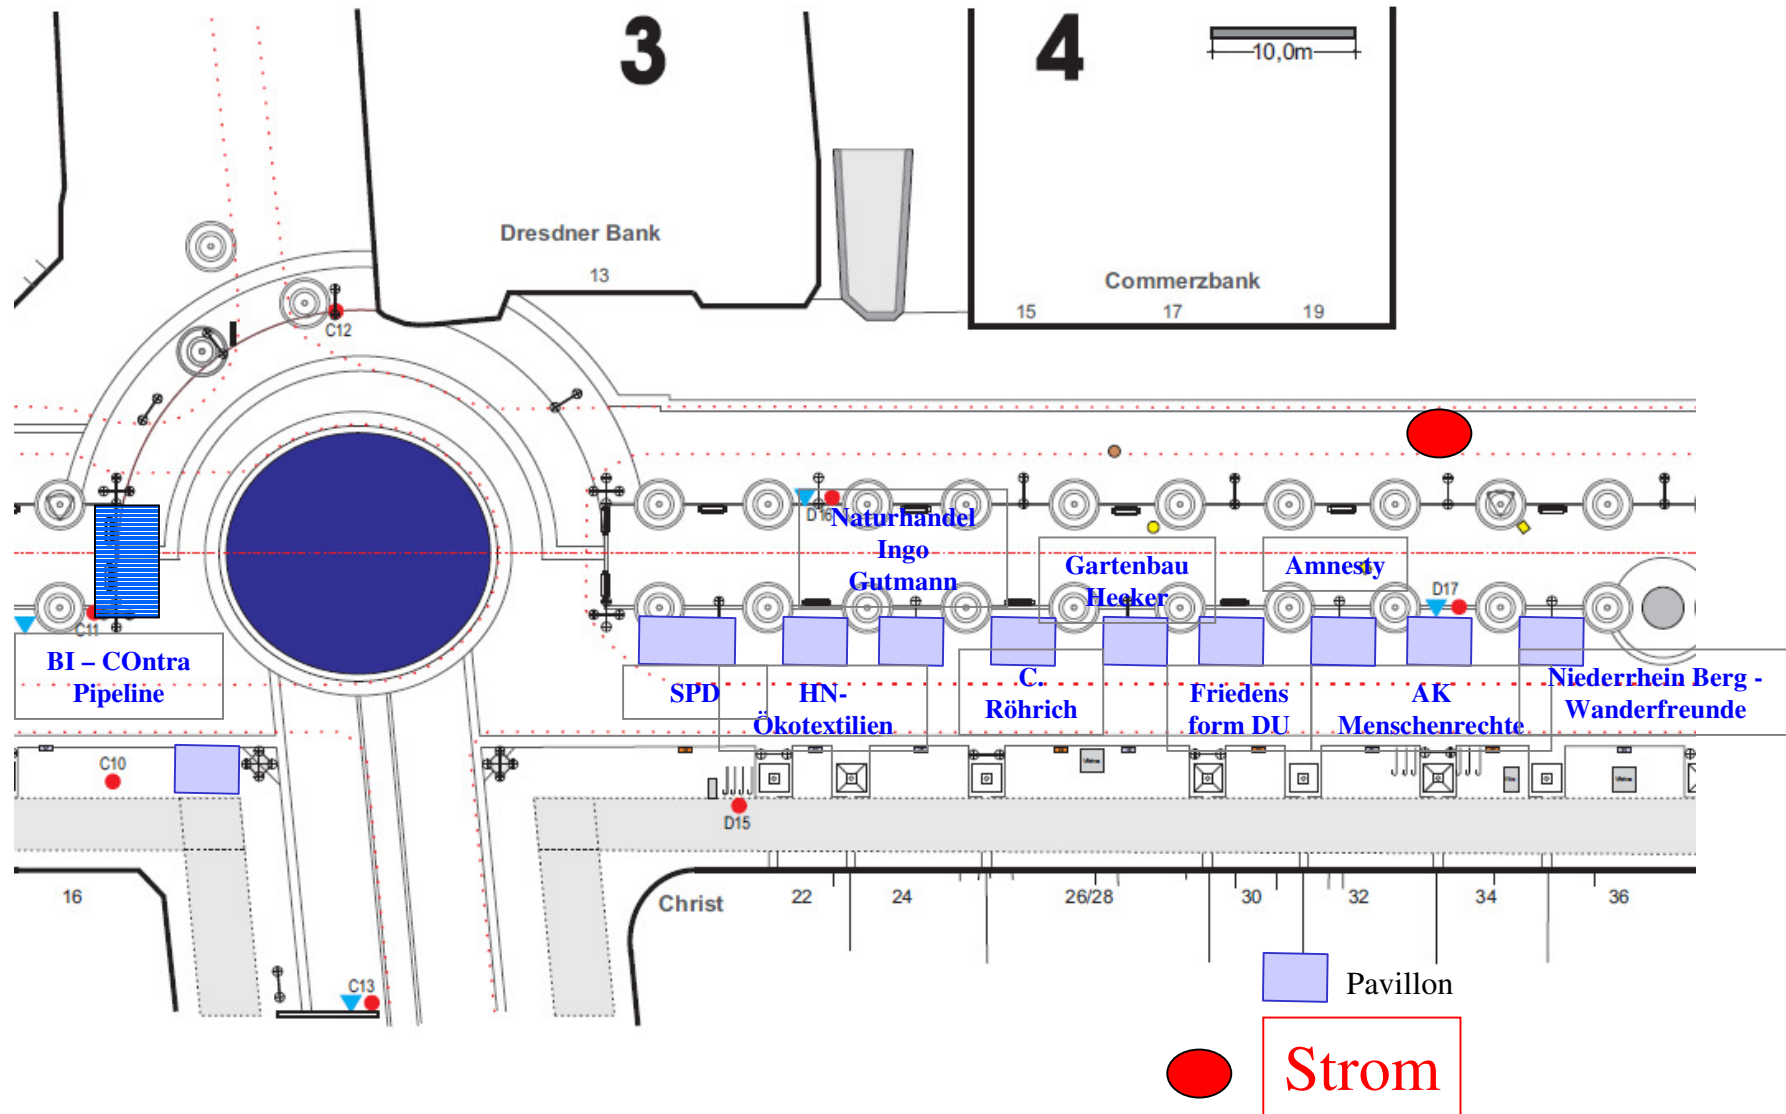 3
4
10,0m
Dresdner Bank
13
Commerzbank
15
17
19
C12
D16
Naturhandel
Ingo
Gutmann
Gartenbau
Hecker
Amnesty
D17
C11
BI – COntra
Pipeline
SPD
HN-
Ökotextilien
C.
Röhrich
Friedens
form DU
AK
Menschenrechte
Niederrhein Berg -
Wanderfreunde
C10
D15
16
Christ
22
24
26/28
30
32
34
36
C13
Pavillon
Strom